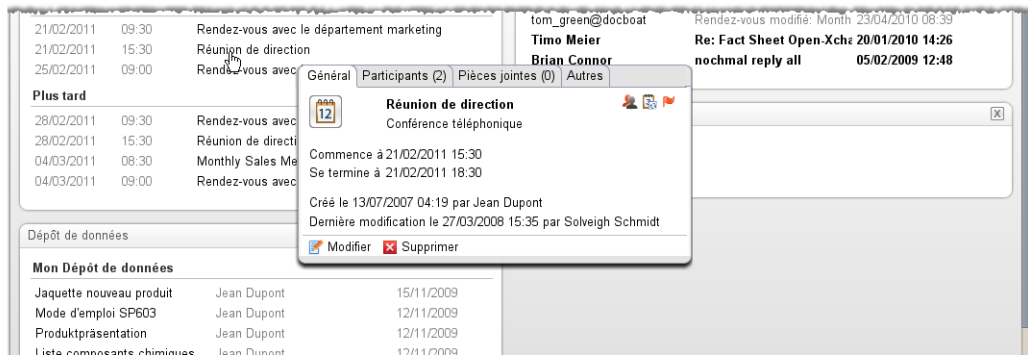 21/02/2011 09:30 Rendez-vous avec le département marketing
21/02/2011 15:30 Réunion de direction
25/02/2011 09:00 Rendez-vous avec
Plus tard
28/02/2011 09:30 Rendez-vous avec
28/02/2011 15:30 Réunion de directi
04/03/2011 08:30 Monthly Sales Me
04/03/2011 09:00 Rendez-vous avec
Dépôt de données
Mon Dépôt de données
Jaquette nouveau produit Jean Dupont 15/11/2009
Mode d'emploi SP603 Jean Dupont 12/11/2009
Produktpräsentation Jean Dupont 12/11/2009
Liste composants chimiques Jean Dupont 12/11/2009
tom_green@docboat Rendez-vous modifié: Month 23/04/2010 08:39
Timo Meier Re: Fact Sheet Open-Xcha 20/01/2010 14:26
Brian Connor nochmal reply all 05/02/2009 12:48
Général Participants (2) Pièces jointes (0) Autres
12
Réunion de direction
Conférence téléphonique
Commence à 21/02/2011 15:30
Se termine à 21/02/2011 18:30
Créé le 13/07/2007 04:19 par Jean Dupont
Dernière modification le 27/03/2008 15:35 par Solveigh Schmidt
Modifier Supprimer